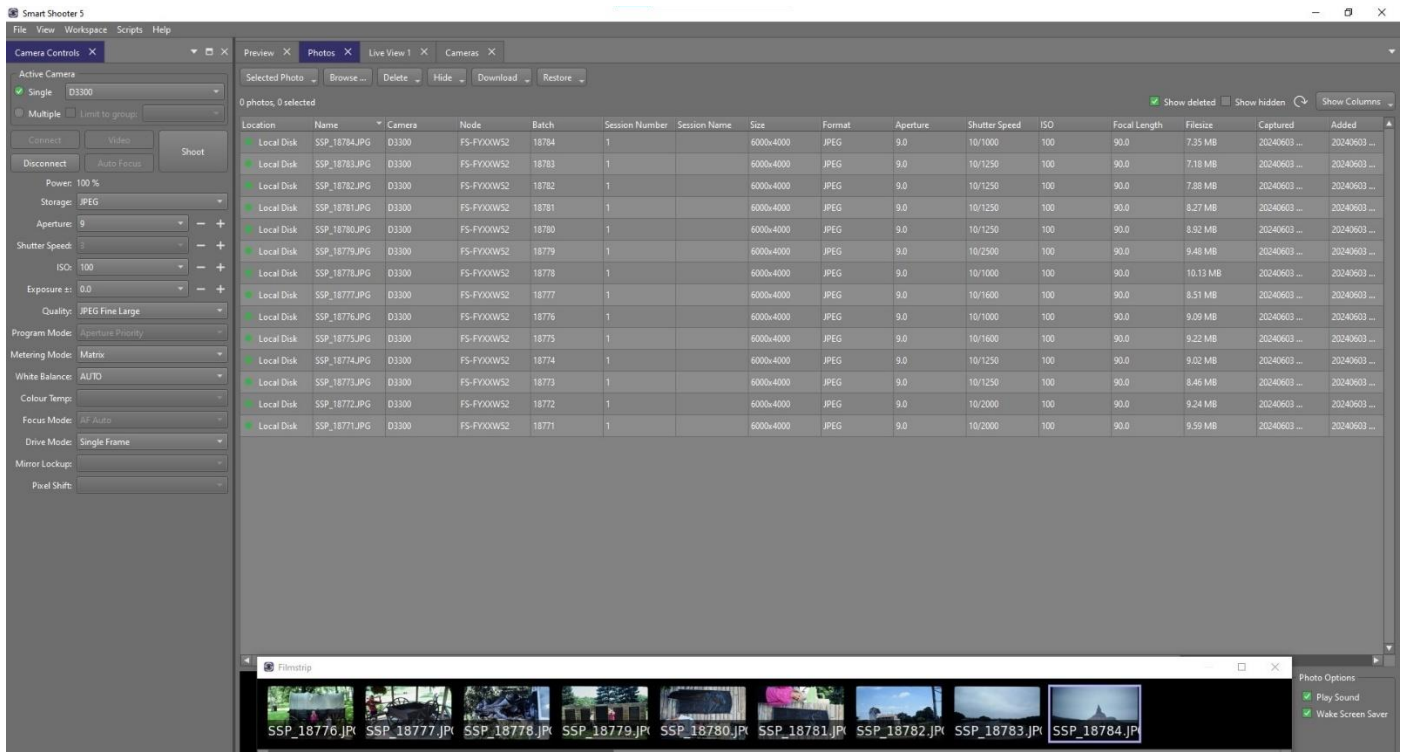 Smart Shooter 5
File View Workspace Scripts Help
Camera Controls
Preview Photos Live View 1 Cameras
Active Camera
Single D3300
Multiple Limit to group:
Connect Video Shoot
Disconnect Auto Focus
Power: 100 %
Storage: JPEG
Aperture: 9
Shutter Speed:
ISO: 100
Exposure ±: 0.0
Quality: JPEG Fine Large
Program Mode: Aperture Priority
Metering Mode: Matrix
White Balance: AUTO
Colour Temp:
Focus Mode: AF Auto
Drive Mode: Single Frame
Mirror Lockup:
Pixel Shift:
Selected Photo Browse ... Delete Hide Download Restore
0 photos, 0 selected Show deleted Show hidden Show Columns
Location Name Camera Node Batch Session Number Session Name Size Format Aperture Shutter Speed ISO Focal Length Filesize Captured Added
Local Disk SSP_18784.JPG D3300 FS-FYXXW52 18784 1 6000x4000 JPEG 9.0 10/1000 100 90.0 7.35 MB 20240603 ... 20240603 ...
Local Disk SSP_18783.JPG D3300 FS-FYXXW52 18783 1 6000x4000 JPEG 9.0 10/1250 100 90.0 7.18 MB 20240603 ... 20240603 ...
Local Disk SSP_18782.JPG D3300 FS-FYXXW52 18782 1 6000x4000 JPEG 9.0 10/1250 100 90.0 7.88 MB 20240603 ... 20240603 ...
Local Disk SSP_18781.JPG D3300 FS-FYXXW52 18781 1 6000x4000 JPEG 9.0 10/1250 100 90.0 8.27 MB 20240603 ... 20240603 ...
Local Disk SSP_18780.JPG D3300 FS-FYXXW52 18780 1 6000x4000 JPEG 9.0 10/1250 100 90.0 8.92 MB 20240603 ... 20240603 ...
Local Disk SSP_18779.JPG D3300 FS-FYXXW52 18779 1 6000x4000 JPEG 9.0 10/2500 100 90.0 9.48 MB 20240603 ... 20240603 ...
Local Disk SSP_18778.JPG D3300 FS-FYXXW52 18778 1 6000x4000 JPEG 9.0 10/1000 100 90.0 10.13 MB 20240603 ... 20240603 ...
Local Disk SSP_18777.JPG D3300 FS-FYXXW52 18777 1 6000x4000 JPEG 9.0 10/1600 100 90.0 8.51 MB 20240603 ... 20240603 ...
Local Disk SSP_18776.JPG D3300 FS-FYXXW52 18776 1 6000x4000 JPEG 9.0 10/1000 100 90.0 9.09 MB 20240603 ... 20240603 ...
Local Disk SSP_18775.JPG D3300 FS-FYXXW52 18775 1 6000x4000 JPEG 9.0 10/1600 100 90.0 9.22 MB 20240603 ... 20240603 ...
Local Disk SSP_18774.JPG D3300 FS-FYXXW52 18774 1 6000x4000 JPEG 9.0 10/1250 100 90.0 9.02 MB 20240603 ... 20240603 ...
Local Disk SSP_18773.JPG D3300 FS-FYXXW52 18773 1 6000x4000 JPEG 9.0 10/1250 100 90.0 8.46 MB 20240603 ... 20240603 ...
Local Disk SSP_18772.JPG D3300 FS-FYXXW52 18772 1 6000x4000 JPEG 9.0 10/2000 100 90.0 9.24 MB 20240603 ... 20240603 ...
Local Disk SSP_18771.JPG D3300 FS-FYXXW52 18771 1 6000x4000 JPEG 9.0 10/2000 100 90.0 9.59 MB 20240603 ... 20240603 ...
Filmstrip
SSP_18776.JP SSP_18777.JP SSP_18778.JP SSP_18779.JP SSP_18780.JP SSP_18781.JP SSP_18782.JP SSP_18783.JP SSP_18784.JP
Photo Options
Play Sound
Wake Screen Saver